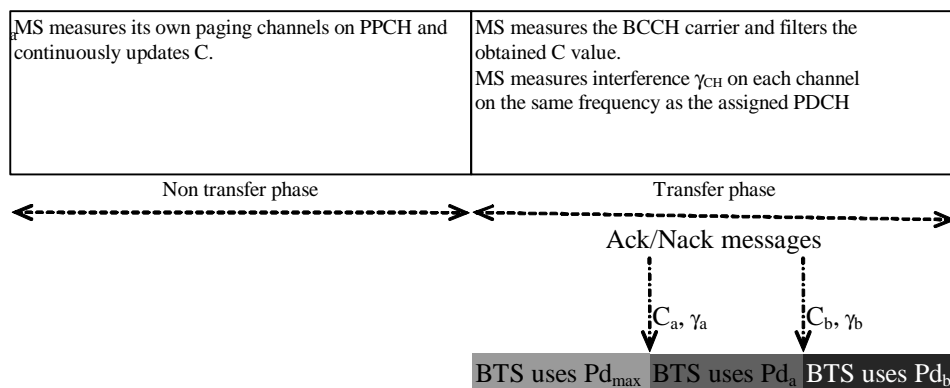 a
MS measures its own paging channels on PPCH and
continuously updates C.
MS measures the BCCH carrier and filters the
obtained C value.
MS measures interference γCH on each channel
on the same frequency as the assigned PDCH
Non transfer phase
Transfer phase
Ack/Nack messages
Ca, γa
Cb, γb
BTS uses Pdmax
BTS uses Pda
BTS uses Pdb